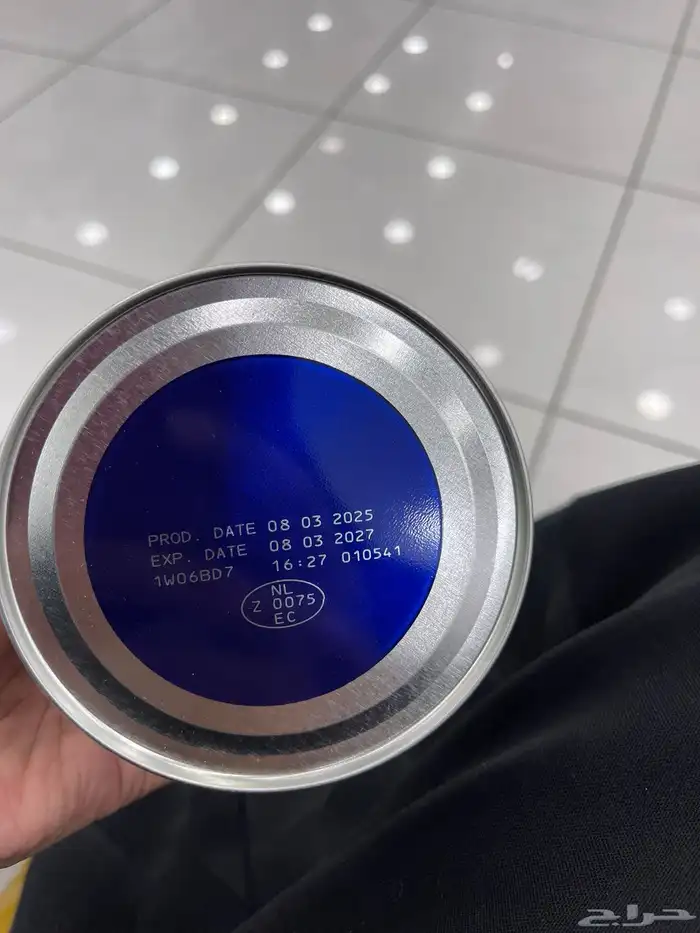 PROD. DATE 08 03 2025
EXP. DATE 08 03 2027
1W06BD7 16:27 010541
NL
Z 0075
EC
حراج